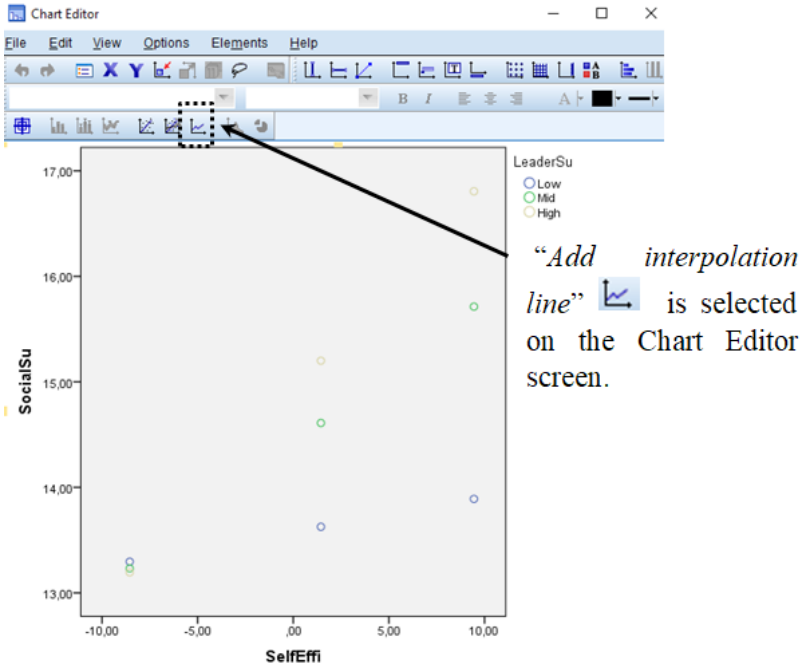 Chart Editor
File Edit View Options Elements Help
B I A
LeaderSu
Low
Mid
High
17,00
16,00
15,00
14,00
13,00
SocialSu
-10,00 -5,00 ,00 5,00 10,00
SelfEffi
“Add interpolation
line” is selected
on the Chart Editor
screen.